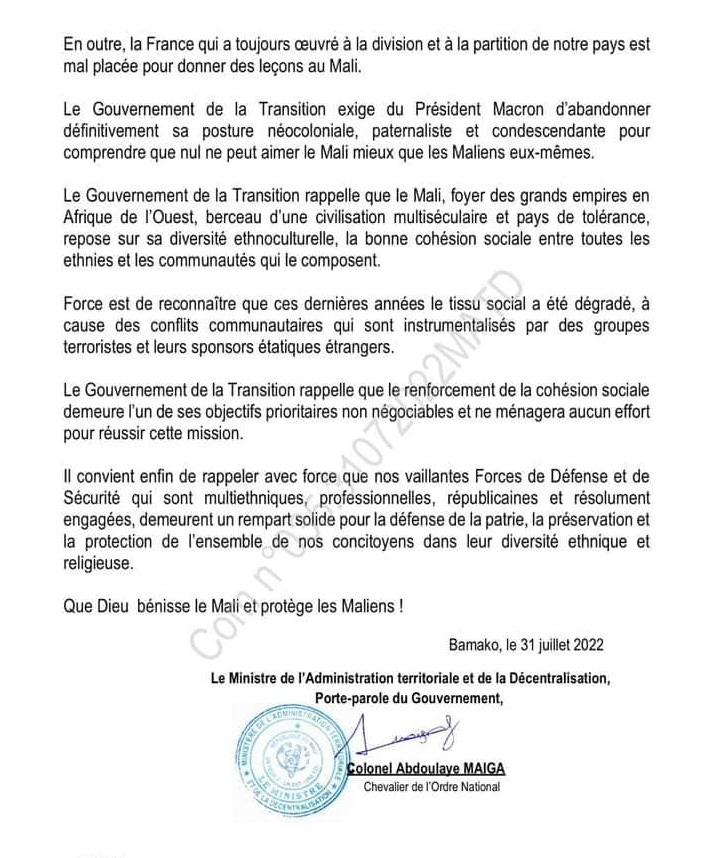 En outre, la France qui a toujours œuvré à la division et à la partition de notre pays est
mal placée pour donner des leçons au Mali.
Le Gouvernement de la Transition exige du Président Macron d'abandonner
définitivement sa posture néocoloniale, paternaliste et condescendante pour
comprendre que nul ne peut aimer le Mali mieux que les Maliens eux-mêmes.
Le Gouvernement de la Transition rappelle que le Mali, foyer des grands empires en
Afrique de l'Ouest, berceau d'une civilisation multiséculaire et pays de tolérance,
repose sur sa diversité ethnoculturelle, la bonne cohésion sociale entre toutes les
ethnies et les communautés qui le composent.
Force est de reconnaître que ces dernières années le tissu social a été dégradé, à
cause des conflits communautaires qui sont instrumentalisés par des groupes
terroristes et leurs sponsors étatiques étrangers.
Le Gouvernement de la Transition rappelle que le renforcement de la cohésion sociale
demeure l'un de ses objectifs prioritaires non négociables et ne ménagera aucun effort
pour réussir cette mission.
Il convient enfin de rappeler avec force que nos vaillantes Forces de Défense et de
Sécurité qui sont multiethniques, professionnelles, républicaines et résolument
engagées, demeurent un rempart solide pour la défense de la patrie, la préservation et
la protection de l'ensemble de nos concitoyens dans leur diversité ethnique et
religieuse.
Que Dieu bénisse le Mali et protège les Maliens !
Bamako, le 31 juillet 2022
Le Ministre de l'Administration territoriale et de la Décentralisation,
Porte-parole du Gouvernement,
Colonel Abdoulaye MAIGA
Chevalier de l'Ordre National
MINISTÈRE DE L'ADMINISTRATION
ET DE LA DÉCENTRALISATION
LE MINISTRE
Com n°